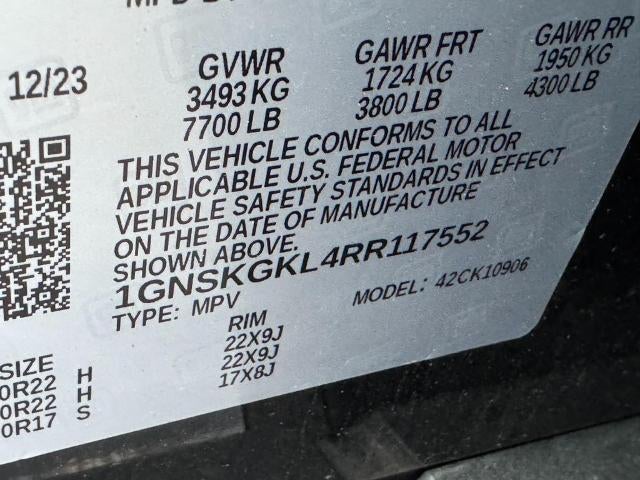 12/23
GVWR GAWR FRT GAWR RR
3493 KG 1724 KG 1950 KG
7700 LB 3800 LB 4300 LB
THIS VEHICLE CONFORMS TO ALL
APPLICABLE U.S. FEDERAL MOTOR
VEHICLE SAFETY STANDARDS IN EFFECT
ON THE DATE OF MANUFACTURE
SHOWN ABOVE.
1GNSKGKL4RR117552
TYPE: MPV MODEL: 42CK10906
SIZE RIM
0R22 H 22X9J
0R22 H 22X9J
0R17 S 17X8J